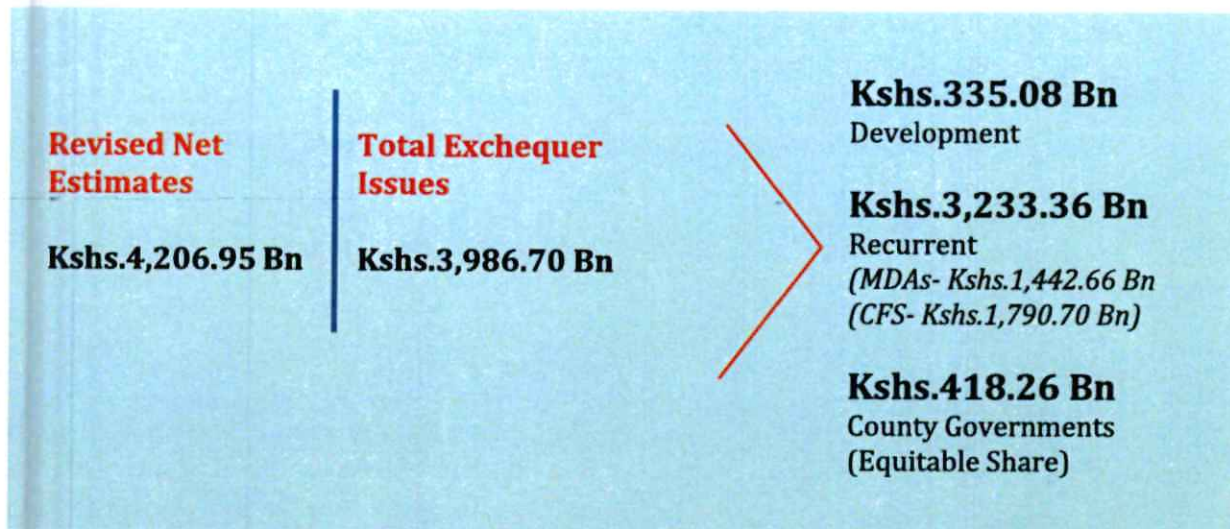 Revised Net
Estimates
Kshs.4,206.95 Bn
Total Exchequer
Issues
Kshs.3,986.70 Bn
Kshs.335.08 Bn
Development
Kshs.3,233.36 Bn
Recurrent
(MDAs- Kshs.1,442.66 Bn
(CFS- Kshs.1,790.70 Bn)
Kshs.418.26 Bn
County Governments
(Equitable Share)